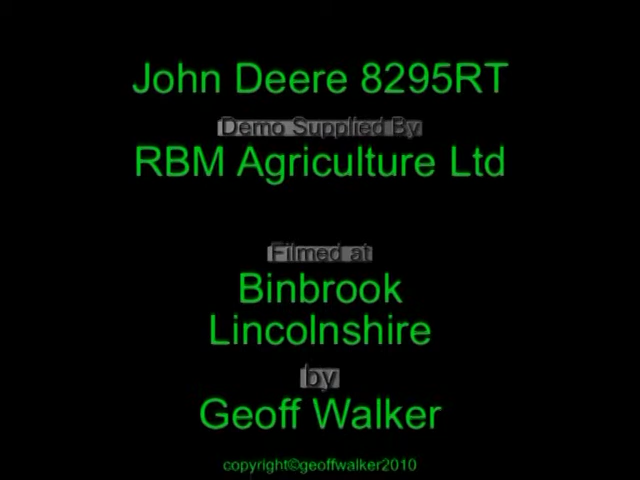 John Deere 8295RT
Demo Supplied By
RBM Agriculture Ltd
Filmed at
Binbrook
Lincolnshire
by
Geoff Walker
copyright©geoffwalker2010